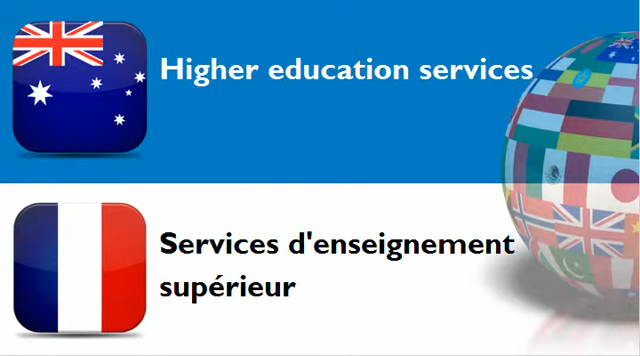 Higher education services
Services d'enseignement
supérieur